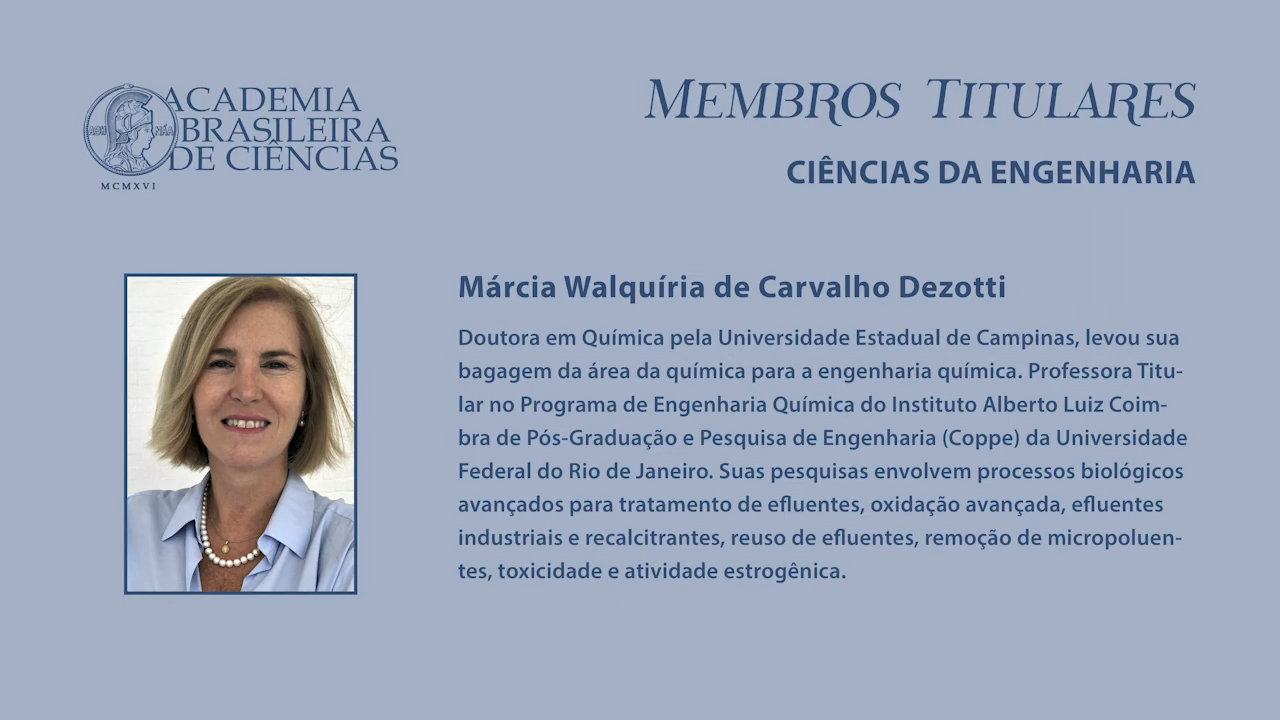 ACADEMIA
BRASILEIRA
DE CIÊNCIAS
MCMXVI
MEMBROS TITULARES
CIÊNCIAS DA ENGENHARIA
Márcia Walquíria de Carvalho Dezotti
Doutora em Química pela Universidade Estadual de Campinas, levou sua
bagagem da área da química para a engenharia química. Professora Titu-
lar no Programa de Engenharia Química do Instituto Alberto Luiz Coim-
bra de Pós-Graduação e Pesquisa de Engenharia (Coppe) da Universidade
Federal do Rio de Janeiro. Suas pesquisas envolvem processos biológicos
avançados para tratamento de efluentes, oxidação avançada, efluentes
industriais e recalcitrantes, reuso de efluentes, remoção de micropoluen-
tes, toxicidade e atividade estrogênica.